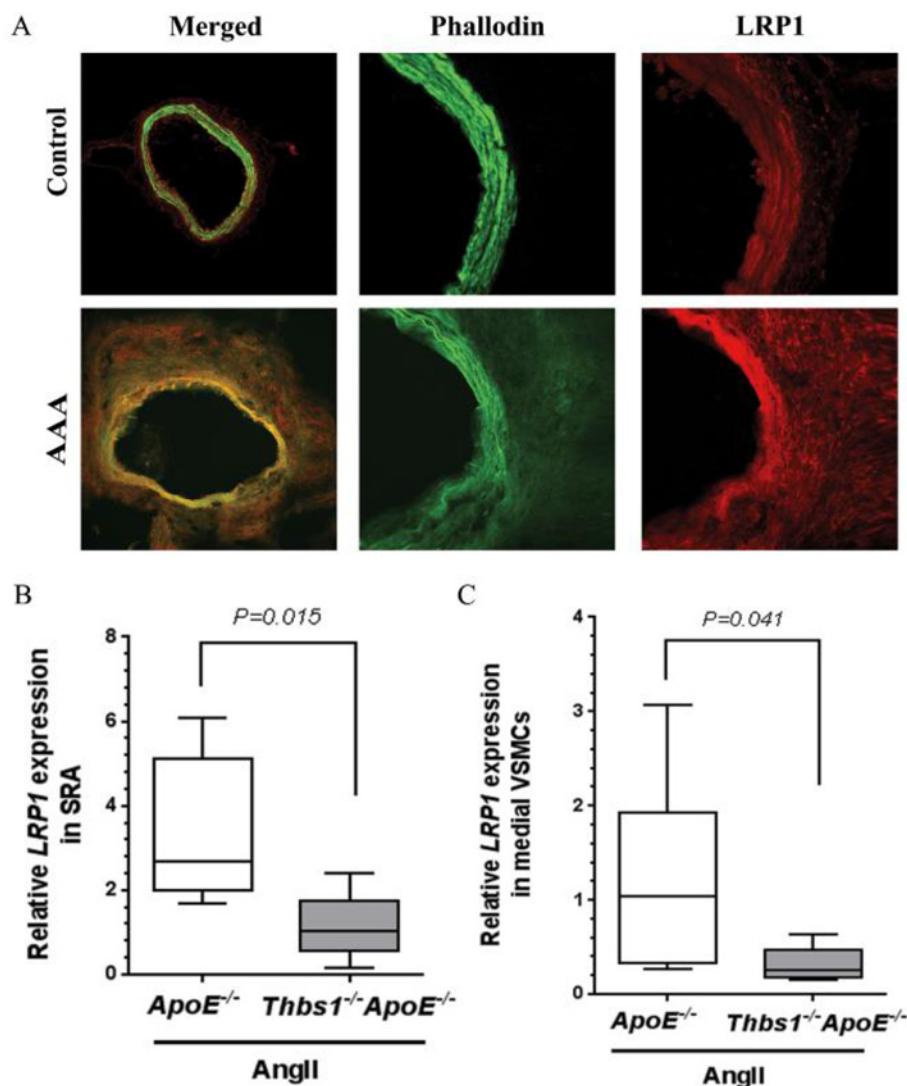 A
Merged
Phallodin
LRP1
Control
AAA
B
P=0.015
Relative LRP1 expression
in SRA
8
6
4
2
0
ApoE-/-
Thbs1-/-ApoE-/-
AngII
C
P=0.041
Relative LRP1 expression
in medial VSMCs
4
3
2
1
0
ApoE-/-
Thbs1-/-ApoE-/-
AngII